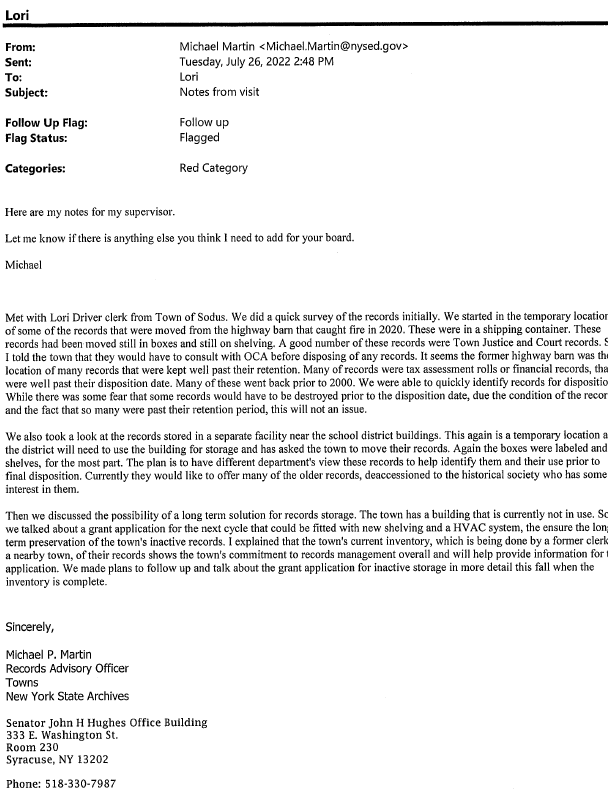 Lori
From: Michael Martin <Michael.Martin@nysed.gov>
Sent: Tuesday, July 26, 2022 2:48 PM
To: Lori
Subject: Notes from visit
Follow Up Flag: Follow up
Flag Status: Flagged
Categories: Red Category
Here are my notes for my supervisor.
Let me know if there is anything else you think I need to add for your board.
Michael
Met with Lori Driver clerk from Town of Sodus. We did a quick survey of the records initially. We started in the temporary location
of some of the records that were moved from the highway barn that caught fire in 2020. These were in a shipping container. These
records had been moved still in boxes and still on shelving. A good number of these records were Town Justice and Court records. S
I told the town that they would have to consult with OCA before disposing of any records. It seems the former highway barn was the
location of many records that were kept well past their retention. Many of records were tax assessment rolls or financial records, tha
were well past their disposition date. Many of these went back prior to 2000. We were able to quickly identify records for dispositio
While there was some fear that some records would have to be destroyed prior to the disposition date, due the condition of the recor
and the fact that so many were past their retention period, this will not an issue.
We also took a look at the records stored in a separate facility near the school district buildings. This again is a temporary location a
the district will need to use the building for storage and has asked the town to move their records. Again the boxes were labeled and
shelves, for the most part. The plan is to have different department's view these records to help identify them and their use prior to
final disposition. Currently they would like to offer many of the older records, deaccessioned to the historical society who has some
interest in them.
Then we discussed the possibility of a long term solution for records storage. The town has a building that is currently not in use. So
we talked about a grant application for the next cycle that could be fitted with new shelving and a HVAC system, the ensure the long
term preservation of the town's inactive records. I explained that the town's current inventory, which is being done by a former clerk
a nearby town, of their records shows the town's commitment to records management overall and will help provide information for t
application. We made plans to follow up and talk about the grant application for inactive storage in more detail this fall when the
inventory is complete.
Sincerely,
Michael P. Martin
Records Advisory Officer
Towns
New York State Archives
Senator John H Hughes Office Building
333 E. Washington St.
Room 230
Syracuse, NY 13202
Phone: 518-330-7987